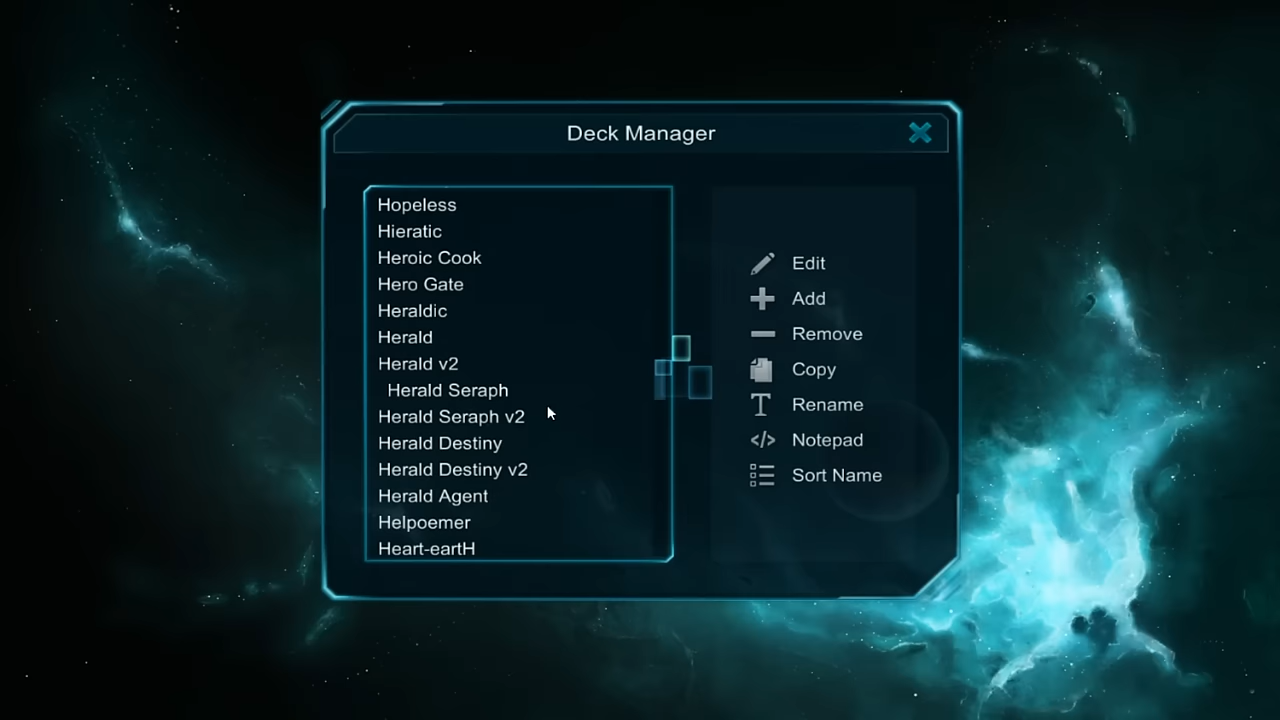 Deck Manager
Hopeless
Hieratic
Heroic Cook
Hero Gate
Heraldic
Herald
Herald v2
Herald Seraph
Herald Seraph v2
Herald Destiny
Herald Destiny v2
Herald Agent
Helpoemer
Heart-eartH
Edit
Add
Remove
Copy
Rename
Notepad
Sort Name